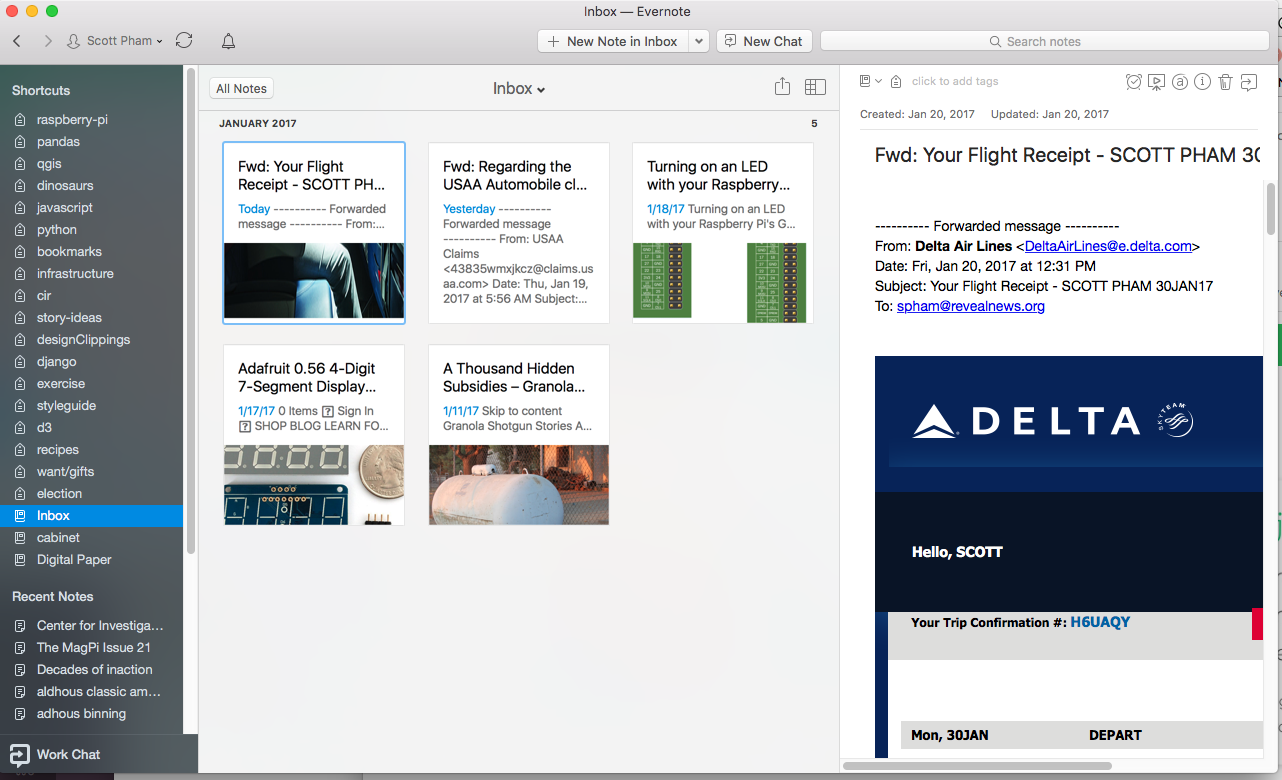 Inbox — Evernote
Scott Pham
New Note in Inbox
New Chat
Search notes
Shortcuts
raspberry-pi
pandas
qgis
dinosaurs
javascript
python
bookmarks
infrastructure
cir
story-ideas
designClippings
django
exercise
styleguide
d3
recipes
want/gifts
election
Inbox
cabinet
Digital Paper
Recent Notes
Center for Investiga...
The MagPi Issue 21
Decades of inaction
aldhous classic am...
adhous binning
Work Chat
All Notes
Inbox
JANUARY 2017 5
Fwd: Your Flight
Receipt - SCOTT PH...
Today ---------- Forwarded
message ---------- From:...
Fwd: Regarding the
USAA Automobile cl...
Yesterday ----------
Forwarded message
---------- From: USAA
Claims
<43835wmxjkcz@claims.us
aa.com> Date: Thu, Jan 19,
2017 at 5:56 AM Subject:...
Turning on an LED
with your Raspberry...
1/18/17 Turning on an LED
with your Raspberry Pi's G...
Adafruit 0.56 4-Digit
7-Segment Display...
1/17/17 0 Items ? Sign In
? SHOP BLOG LEARN FO...
A Thousand Hidden
Subsidies – Granola...
1/11/17 Skip to content
Granola Shotgun Stories A...
click to add tags
Created: Jan 20, 2017 Updated: Jan 20, 2017
Fwd: Your Flight Receipt - SCOTT PHAM 30
---------- Forwarded message ----------
From: Delta Air Lines <DeltaAirLines@e.delta.com>
Date: Fri, Jan 20, 2017 at 12:31 PM
Subject: Your Flight Receipt - SCOTT PHAM 30JAN17
To: spham@revealnews.org
DELTA
SKYTEAM
Hello, SCOTT
Your Trip Confirmation #: H6UAQY
Mon, 30JAN DEPART